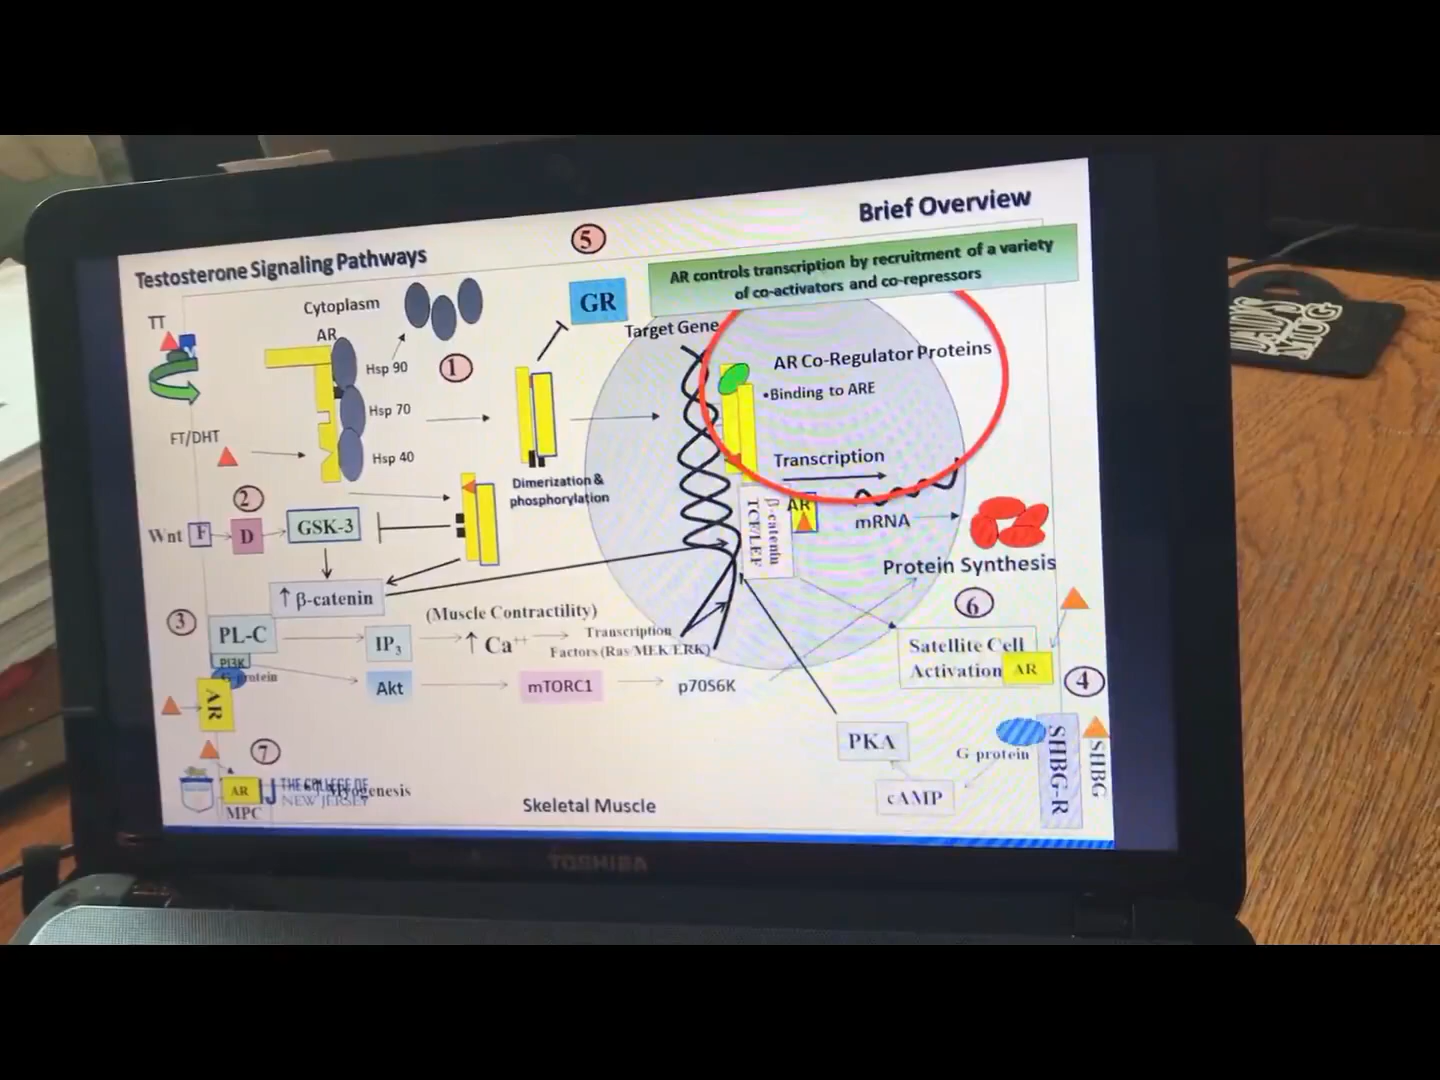 Brief Overview
Testosterone Signaling Pathways
5
AR controls transcription by recruitment of a variety
of co-activators and co-repressors
Cytoplasm
GR
TT
AR
Target Gene
Hsp 90
1
AR Co-Regulator Proteins
•Binding to ARE
Hsp 70
FT/DHT
Hsp 40
Transcription
Dimerization &
phosphorylation
2
Wnt F D GSK-3
β-catenin
TCF/LEF
AR
mRNA
Protein Synthesis
↑ β-catenin
6
(Muscle Contractility)
3
PL-C
IP3
↑ Ca++
Transcription
Factors (Ras/MEK/ERK)
Satellite Cell
Activation AR
PI3K
G-protein
Akt
mTORC1
p70S6K
4
AR
PKA
G protein
SHBG-R
SHBG
7
cAMP
AR
MPC
THE COLLEGE OF
NEW JERSEY
Myogenesis
Skeletal Muscle
TOSHIBA